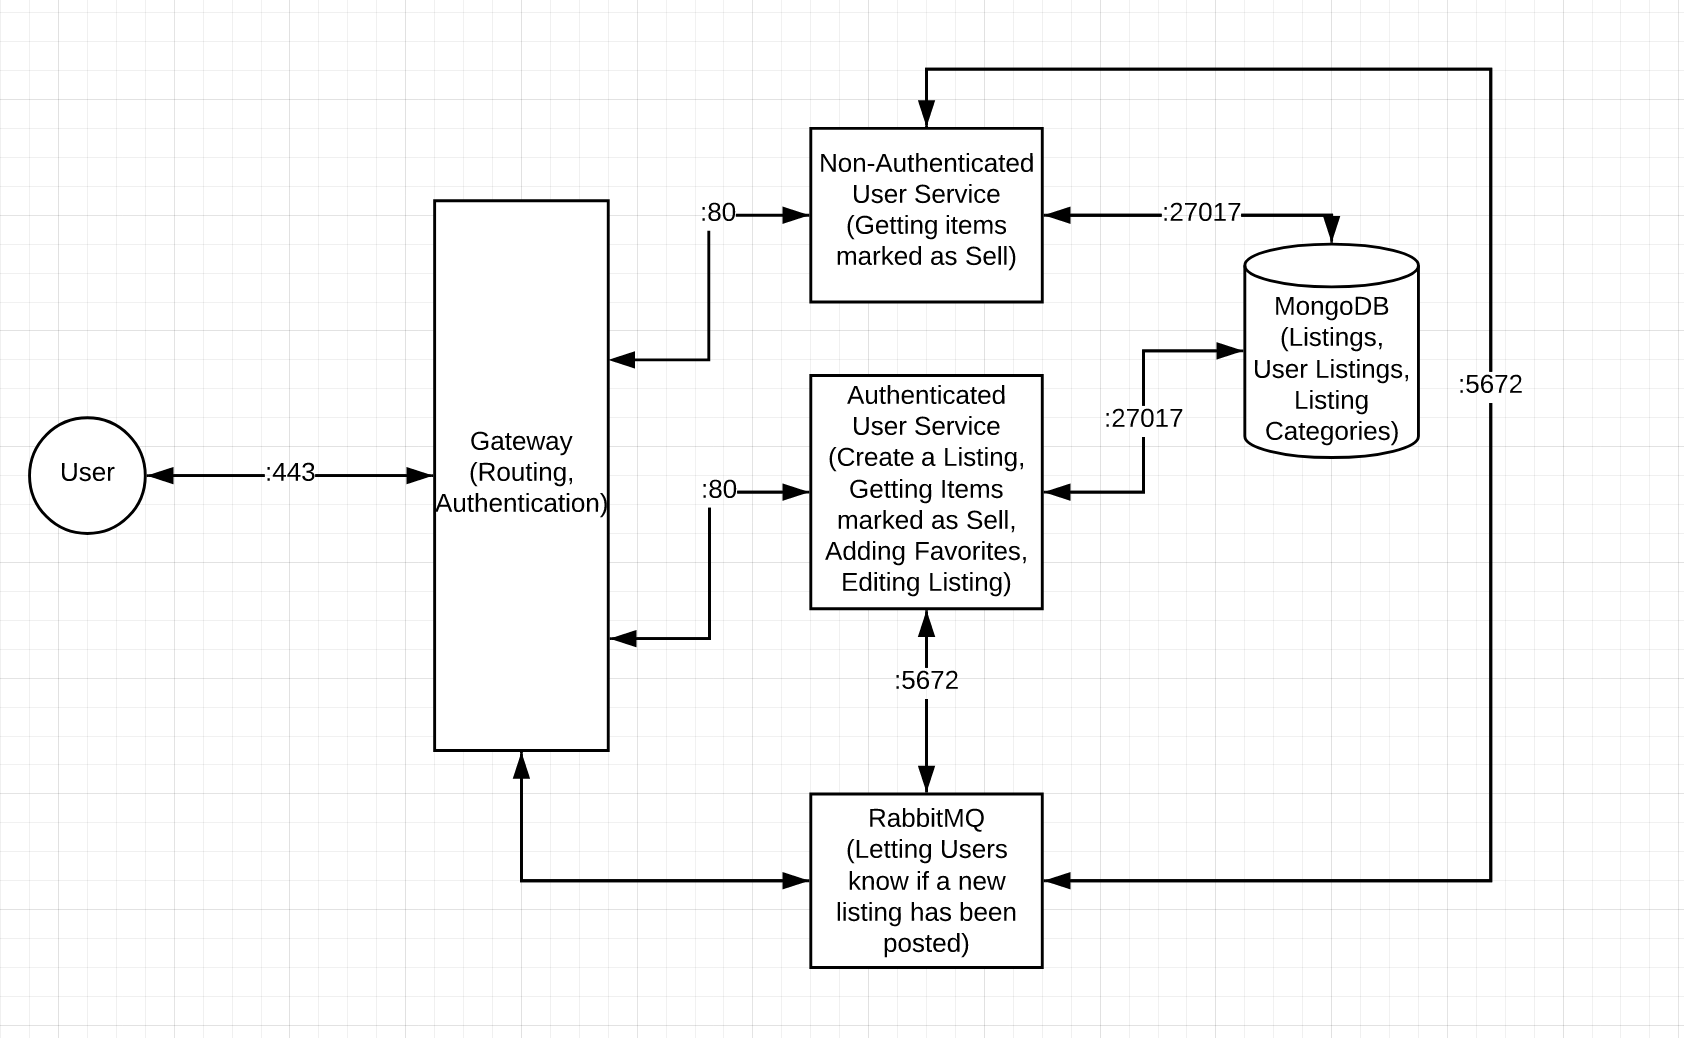 User
:443
Gateway
(Routing,
Authentication)
:80
Non-Authenticated
User Service
(Getting items
marked as Sell)
:27017
MongoDB
(Listings,
User Listings,
Listing
Categories)
:5672
:80
Authenticated
User Service
(Create a Listing,
Getting Items
marked as Sell,
Adding Favorites,
Editing Listing)
:27017
:5672
RabbitMQ
(Letting Users
know if a new
listing has been
posted)